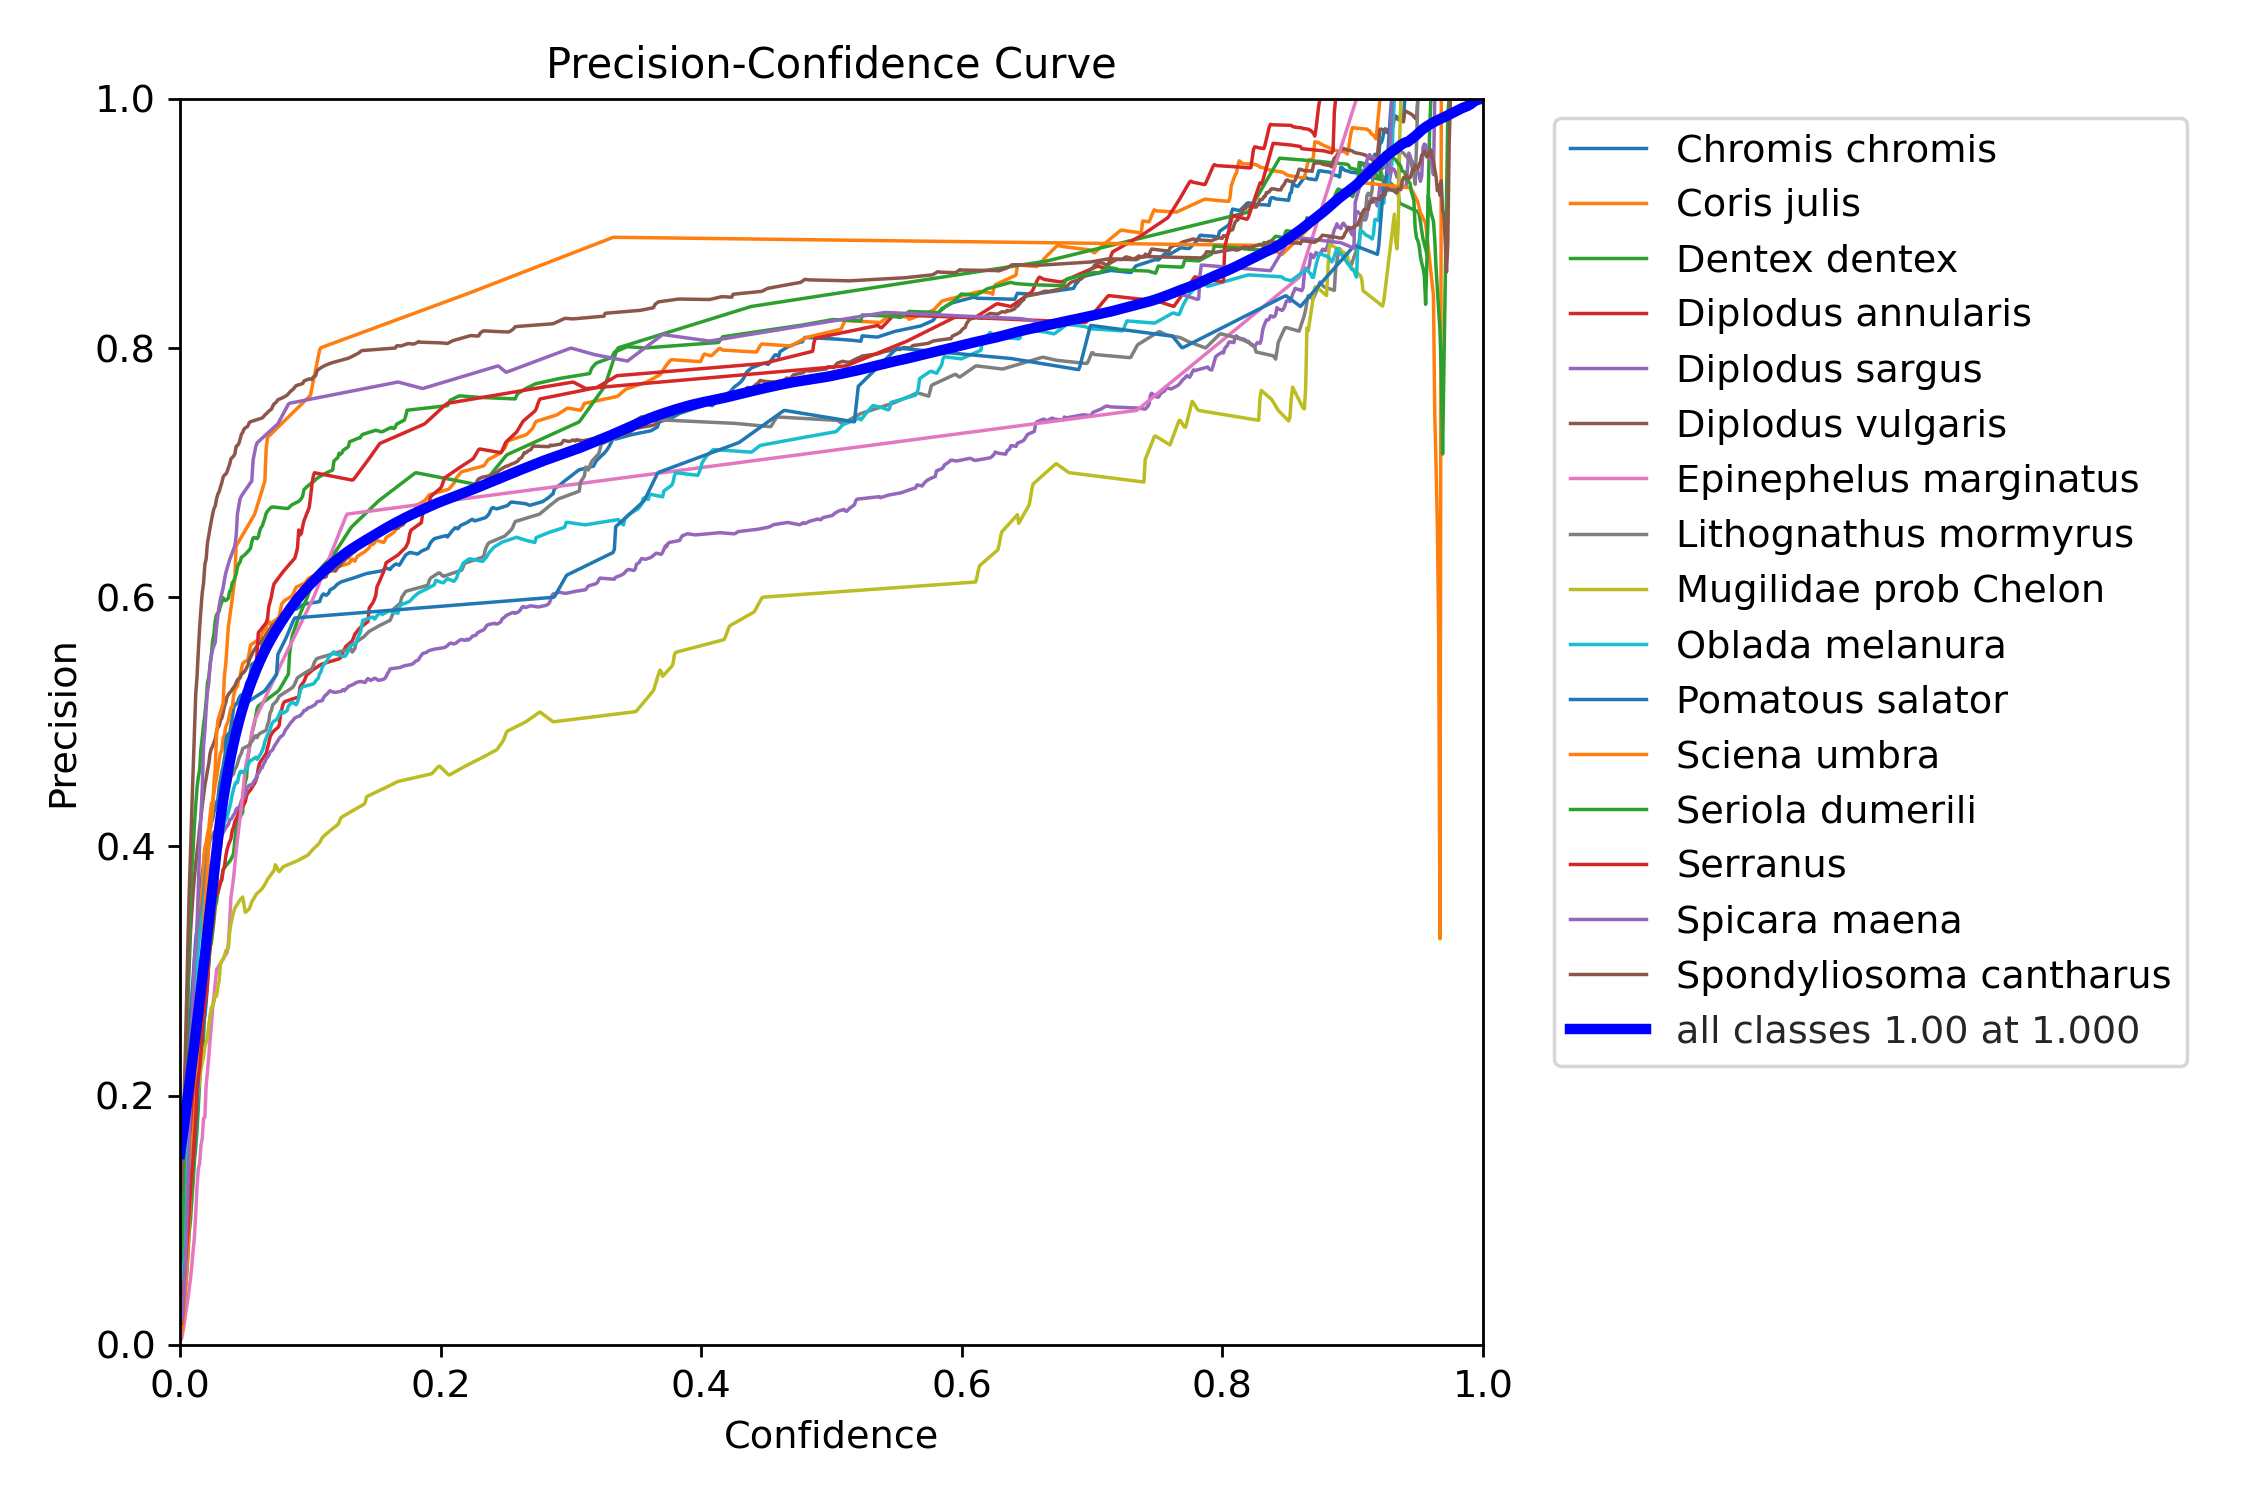 Precision-Confidence Curve
1.0
0.8
0.6
0.4
0.2
0.0
Precision
0.0 0.2 0.4 0.6 0.8 1.0
Confidence
Chromis chromis
Coris julis
Dentex dentex
Diplodus annularis
Diplodus sargus
Diplodus vulgaris
Epinephelus marginatus
Lithognathus mormyrus
Mugilidae prob Chelon
Oblada melanura
Pomatous salator
Sciena umbra
Seriola dumerili
Serranus
Spicara maena
Spondyliosoma cantharus
all classes 1.00 at 1.000